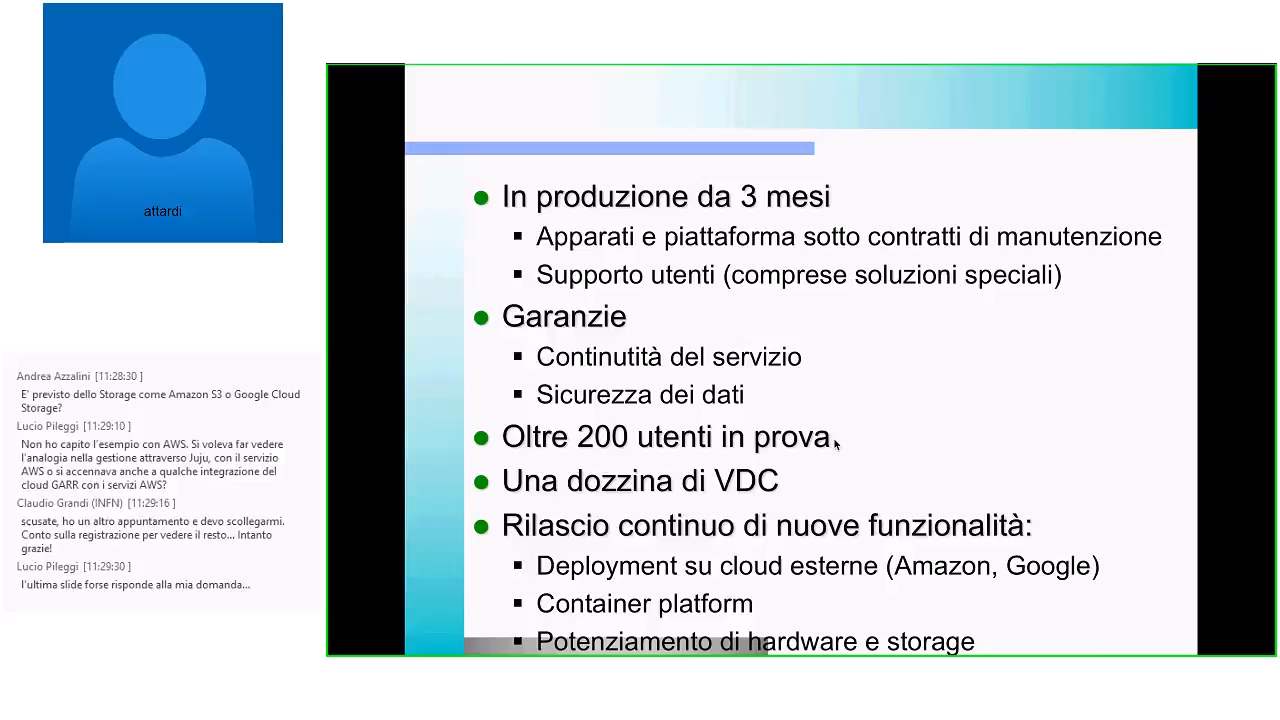 attardi
Andrea Azzalini [11:28:30 ]
E' previsto dello Storage come Amazon S3 o Google Cloud
Storage?
Lucio Pileggi [11:29:10 ]
Non ho capito l'esempio con AWS. Si voleva far vedere
l'analogia nella gestione attraverso Juju, con il servizio
AWS o si accennava anche a qualche integrazione del
cloud GARR con i servizi AWS?
Claudio Grandi (INFN) [11:29:16 ]
scusate, ho un altro appuntamento e devo scollegarmi.
Conto sulla registrazione per vedere il resto... Intanto
grazie!
Lucio Pileggi [11:29:30 ]
l'ultima slide forse risponde alla mia domanda...
In produzione da 3 mesi
Apparati e piattaforma sotto contratti di manutenzione
Supporto utenti (comprese soluzioni speciali)
Garanzie
Continutità del servizio
Sicurezza dei dati
Oltre 200 utenti in prova
Una dozzina di VDC
Rilascio continuo di nuove funzionalità:
Deployment su cloud esterne (Amazon, Google)
Container platform
Potenziamento di hardware e storage